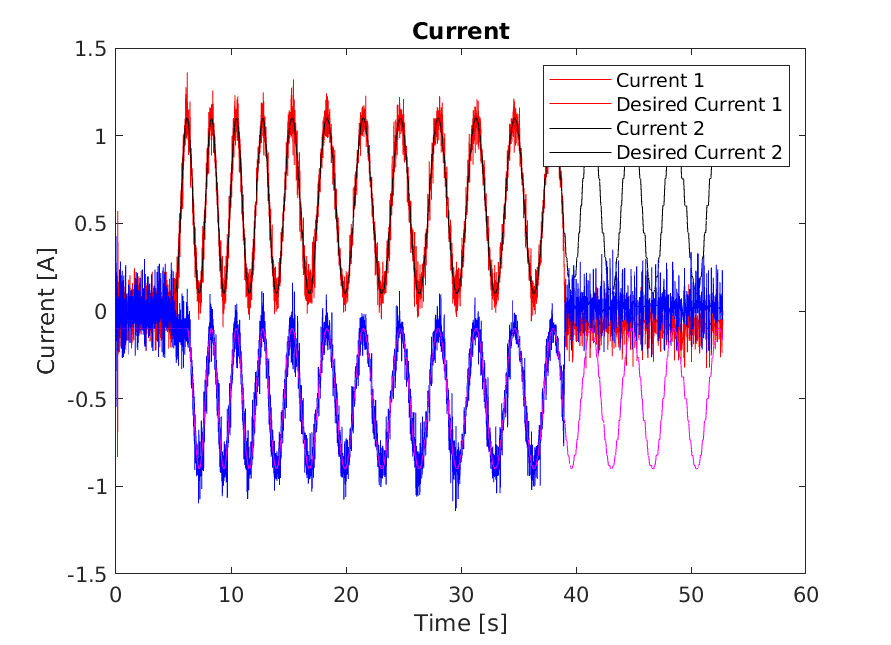 Current
1.5
1
0.5
0
-0.5
-1
-1.5
Current [A]
Current 1
Desired Current 1
Current 2
Desired Current 2
0 10 20 30 40 50 60
Time [s]